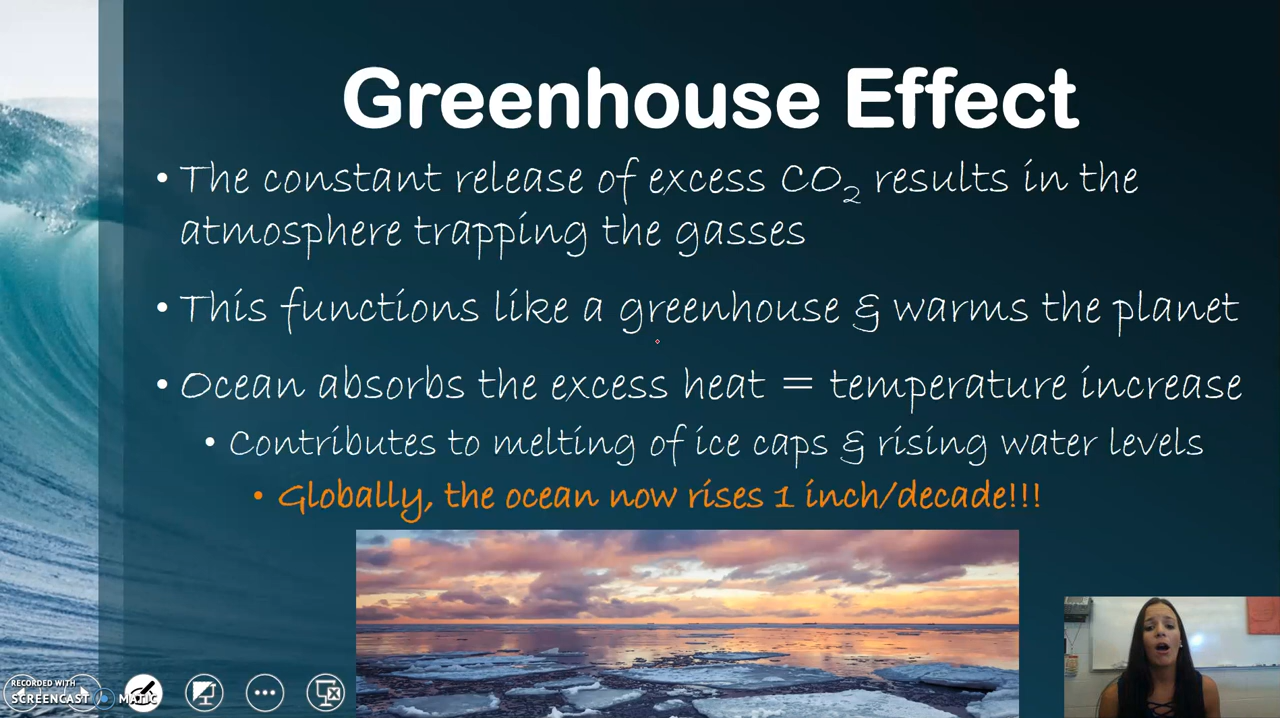 Greenhouse Effect
• The constant release of excess CO₂ results in the
atmosphere trapping the gasses
• This functions like a greenhouse & warms the planet
• Ocean absorbs the excess heat = temperature increase
• Contributes to melting of ice caps & rising water levels
• Globally, the ocean now rises 1 inch/decade!!!
RECORDED WITH
SCREENCAST MATIC